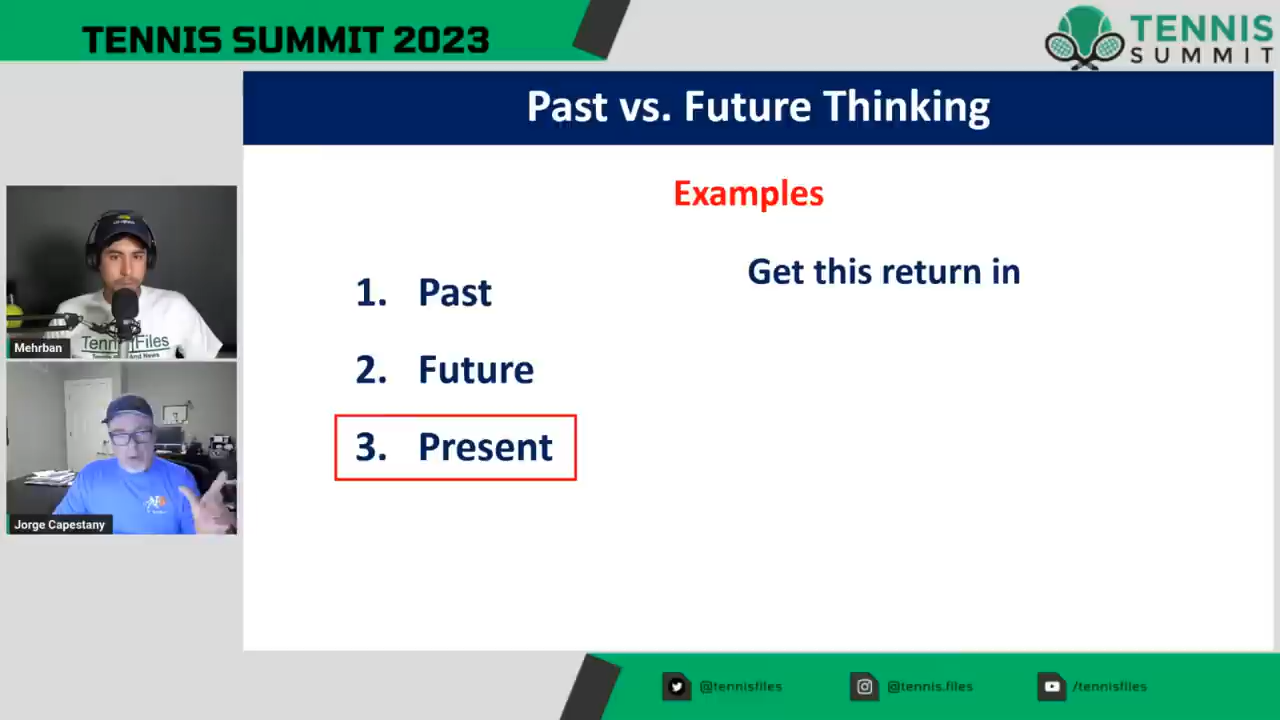 TENNIS SUMMIT 2023
TENNIS
SUMMIT
Past vs. Future Thinking
Examples
Get this return in
1. Past
2. Future
3. Present
Mehrban
Jorge Capestany
@tennisfiles
@tennis.files
/tennisfiles